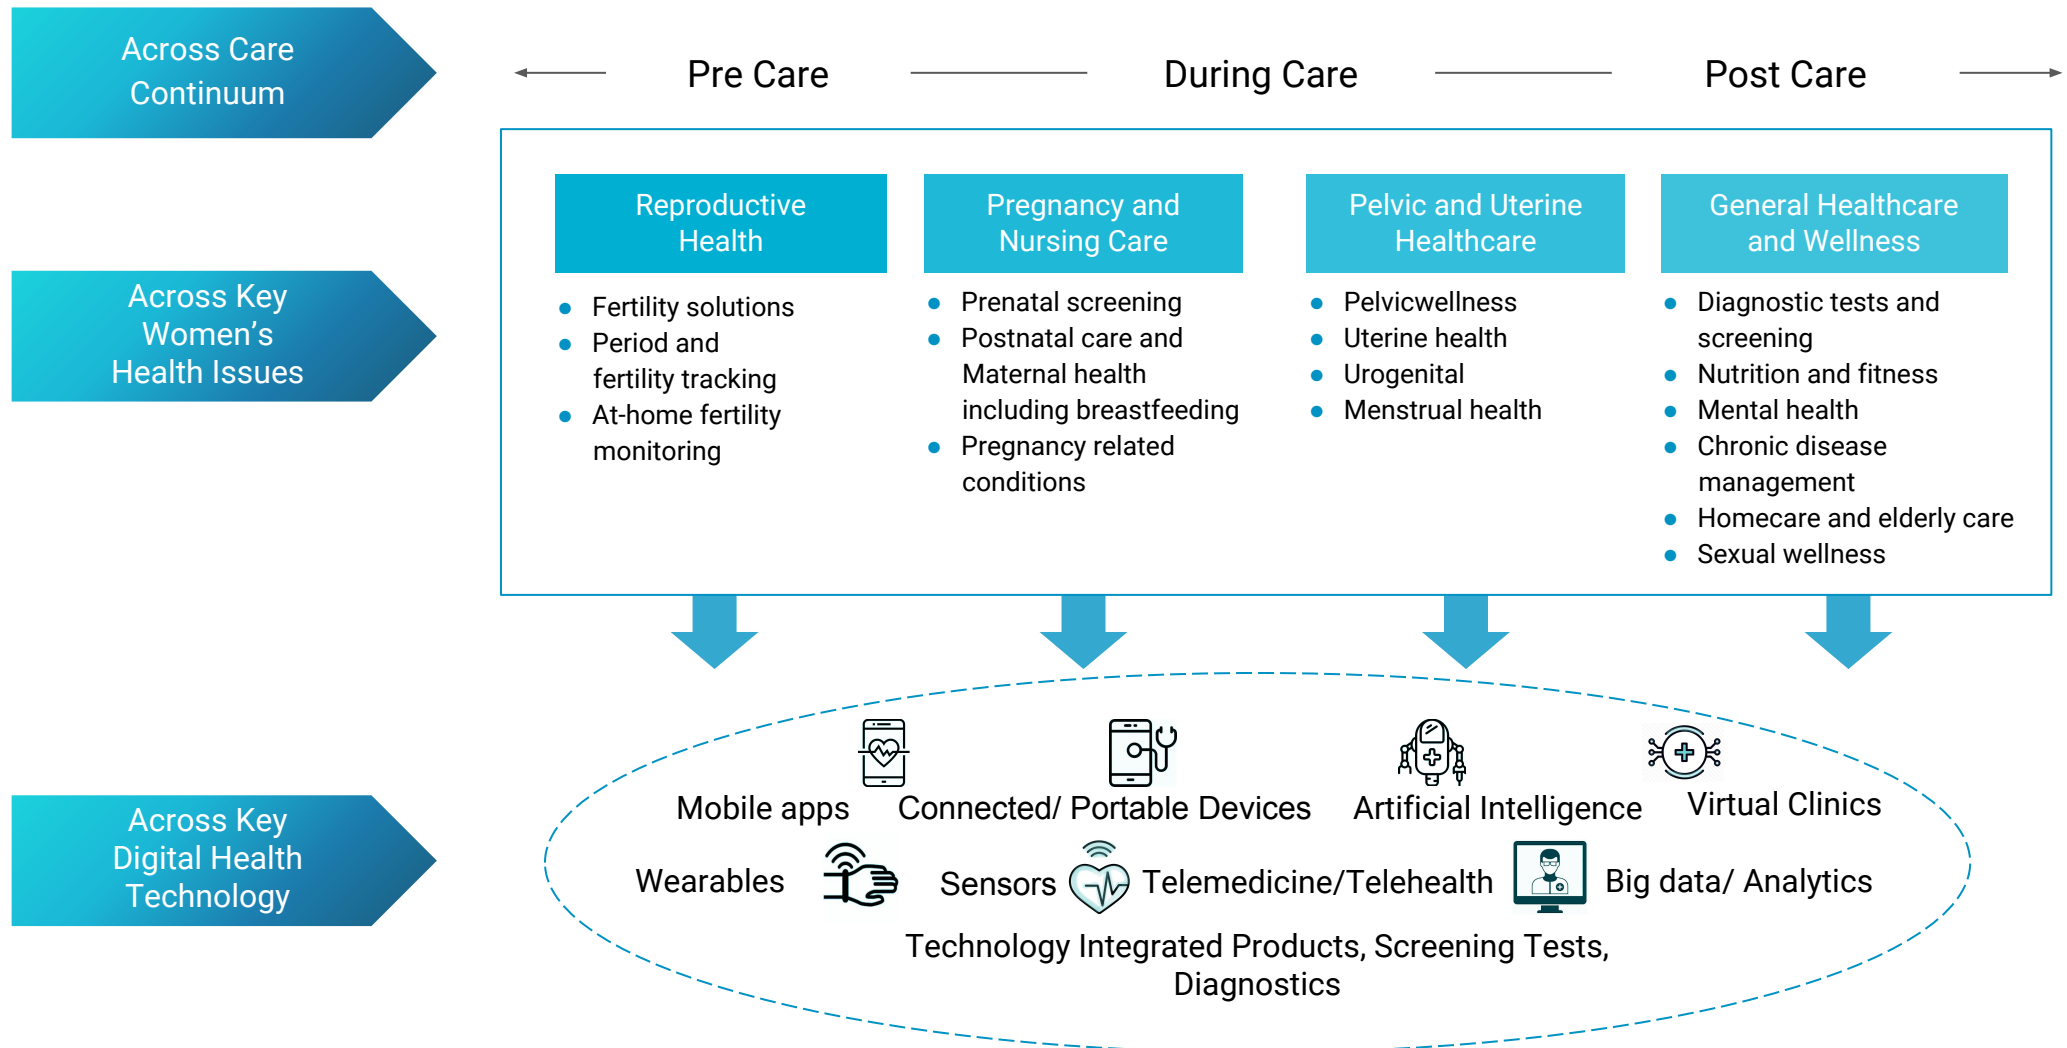 Across Care
Continuum
Pre Care
During Care
Post Care
Across Key
Women’s
Health Issues
Reproductive
Health
Fertility solutions
Period and
fertility tracking
At-home fertility
monitoring
Pregnancy and
Nursing Care
Prenatal screening
Postnatal care and
Maternal health
including breastfeeding
Pregnancy related
conditions
Pelvic and Uterine
Healthcare
Pelvicwellness
Uterine health
Urogenital
Menstrual health
General Healthcare
and Wellness
Diagnostic tests and
screening
Nutrition and fitness
Mental health
Chronic disease
management
Homecare and elderly care
Sexual wellness
Across Key
Digital Health
Technology
Mobile apps
Connected/ Portable Devices
Artificial Intelligence
Virtual Clinics
Wearables
Sensors
Telemedicine/Telehealth
Big data/ Analytics
Technology Integrated Products, Screening Tests,
Diagnostics